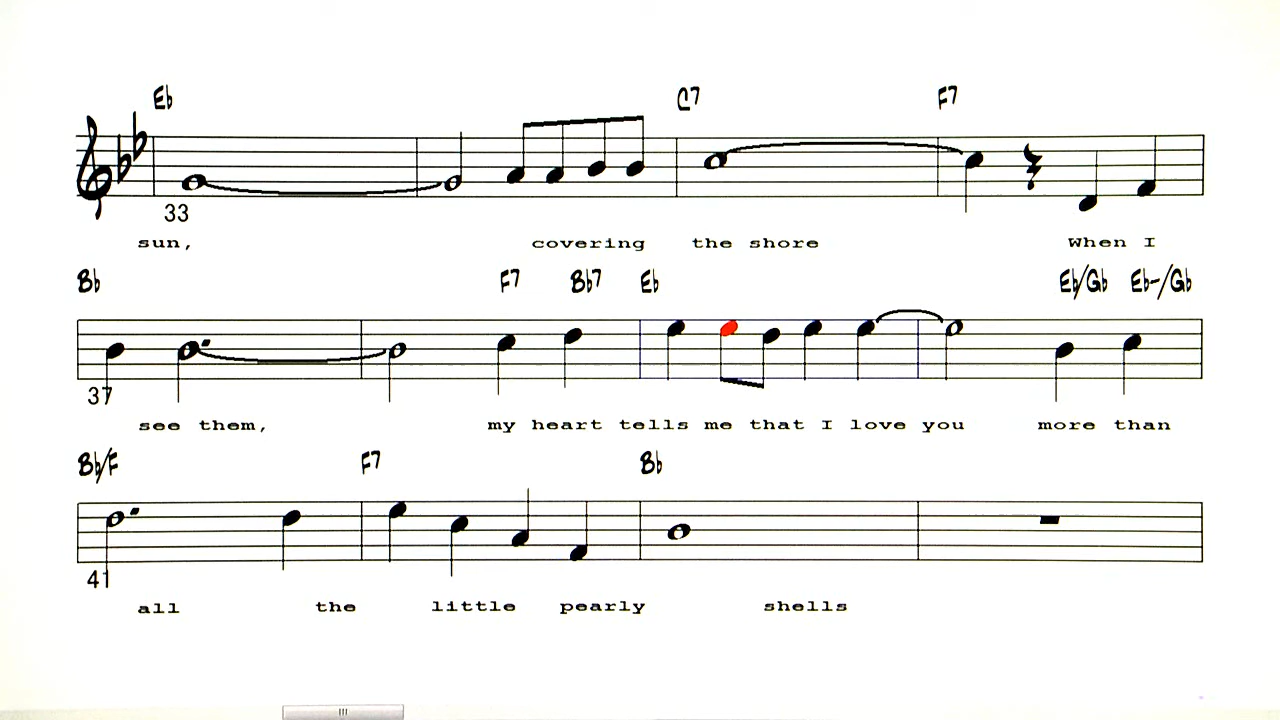 Eb C7 F7
33
sun, covering the shore When I
Bb F7 Bb7 Eb Eb/Gb Eb-/Gb
37
see them, my heart tells me that I love you more than
Bb/F F7 Bb
41
all the little pearly shells